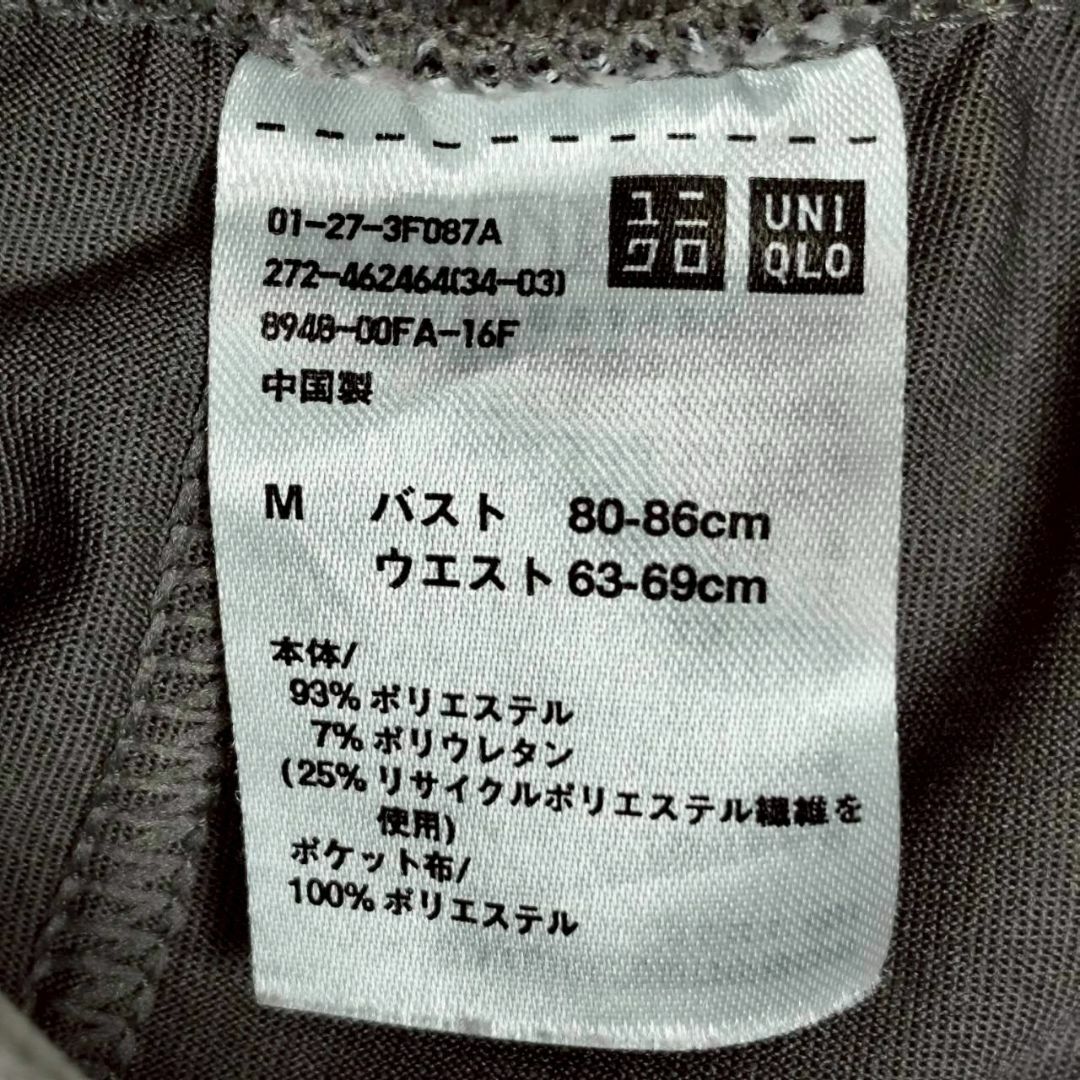 01-27-3F087A
272-462464(34-03)
8948-00FA-16F
中国製
ユニクロ
UNIQLO
M バスト 80-86cm
ウエスト 63-69cm
本体/
93% ポリエステル
7% ポリウレタン
(25% リサイクルポリエステル繊維を
使用)
ポケット布/
100% ポリエステル